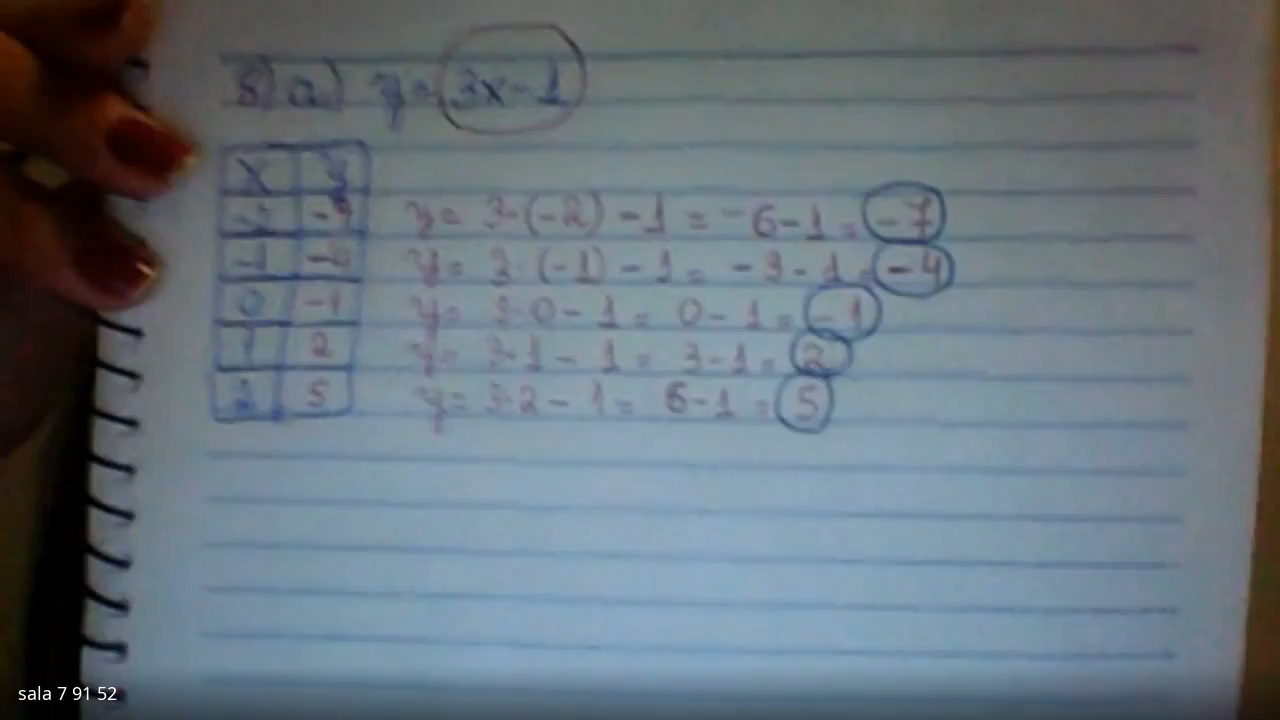 a) y = 3x - 1
x y
-2 -7 y = 3·(-2) - 1 = -6 - 1 = -7
-1 -4 y = 3·(-1) - 1 = -3 - 1 = -4
0 -1 y = 3·0 - 1 = 0 - 1 = -1
1 2 y = 3·1 - 1 = 3 - 1 = 2
2 5 y = 3·2 - 1 = 6 - 1 = 5
sala 7 91 52